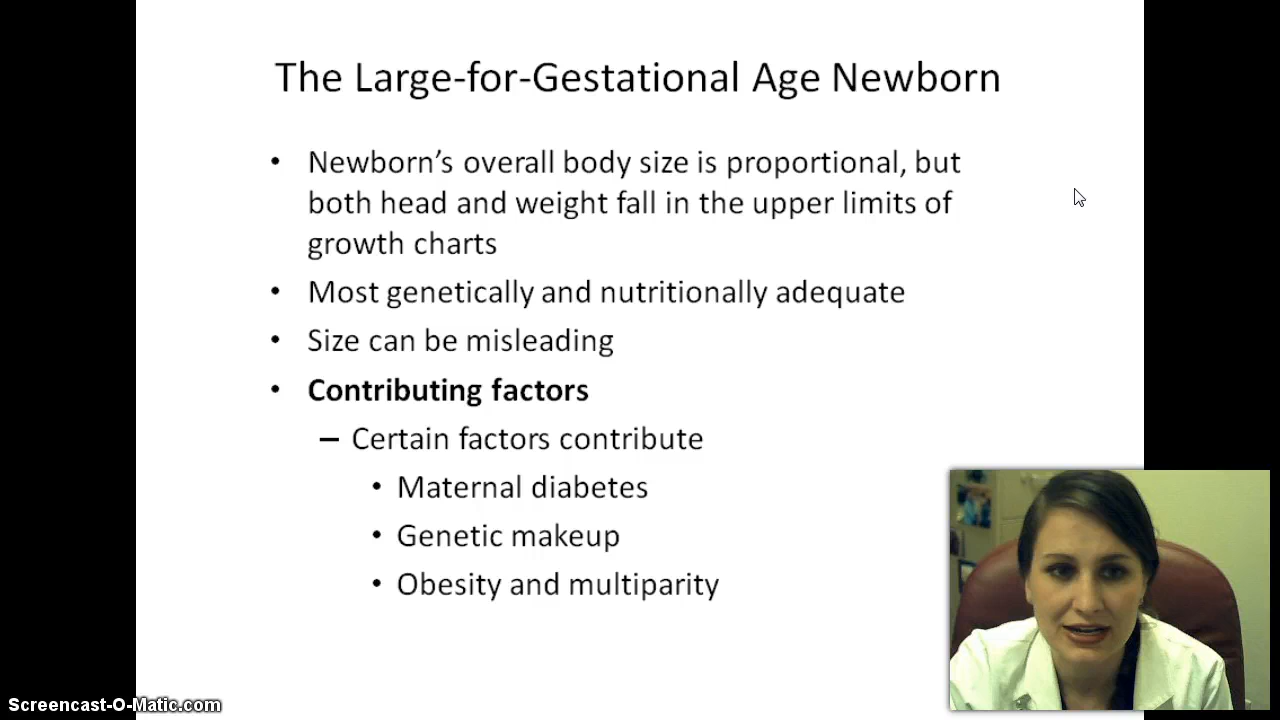 The Large-for-Gestational Age Newborn
• Newborn’s overall body size is proportional, but
both head and weight fall in the upper limits of
growth charts
• Most genetically and nutritionally adequate
• Size can be misleading
• Contributing factors
– Certain factors contribute
• Maternal diabetes
• Genetic makeup
• Obesity and multiparity
Screencast-O-Matic.com